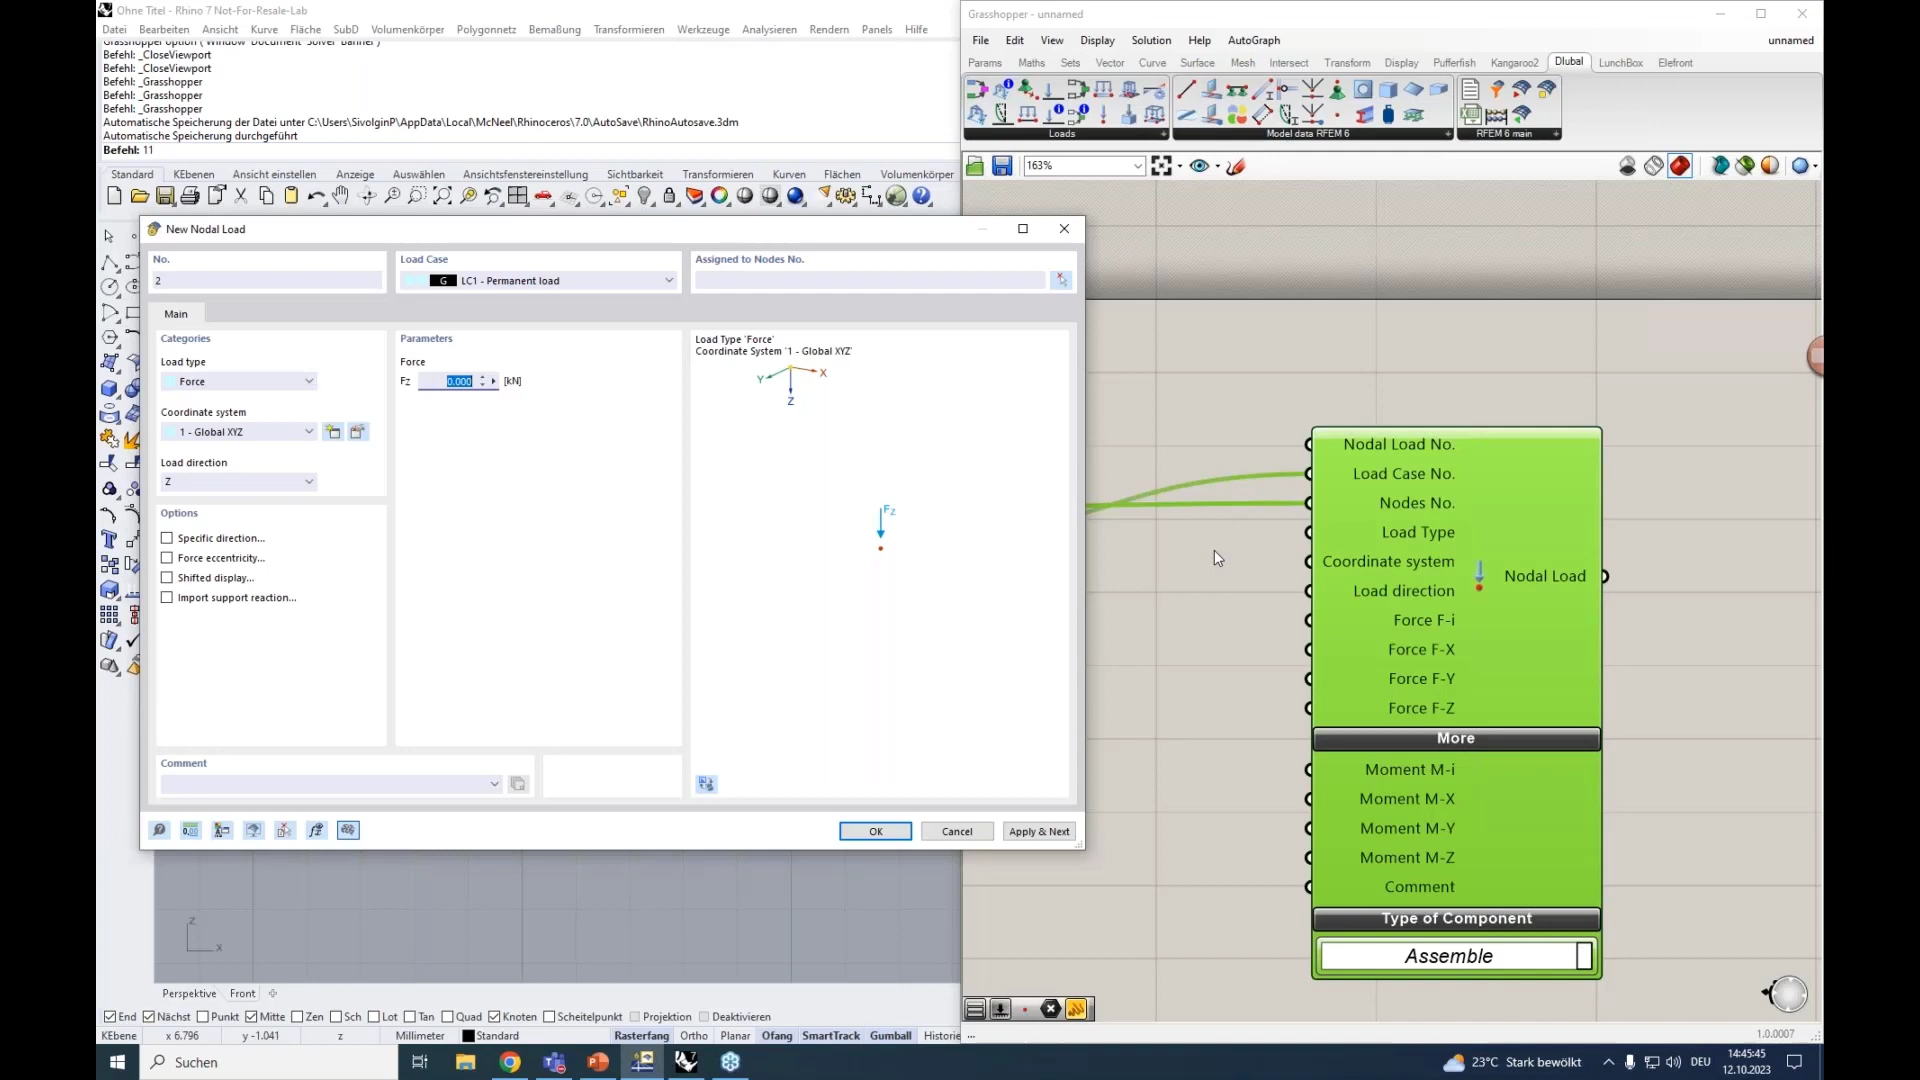 Ohne Titel - Rhino 7 Not-For-Resale-Lab
Datei Bearbeiten Ansicht Kurve Fläche SubD Volumenkörper Polygonnetz Bemaßung Transformieren Werkzeuge Analysieren Rendern Panels Hilfe
Grasshopper option ( Window Document Solver Banner )
Befehl: _CloseViewport
Befehl: _CloseViewport
Befehl: _Grasshopper
Befehl: _Grasshopper
Befehl: _Grasshopper
Automatische Speicherung der Datei unter C:\Users\SivolginP\AppData\Local\McNeel\Rhinoceros\7.0\AutoSave\RhinoAutosave.3dm
Automatische Speicherung durchgeführt
Befehl: 11
Standard KEbenen Ansicht einstellen Anzeige Auswählen Ansichtsfenstereinstellung Sichtbarkeit Transformieren Kurven Flächen Volumenkörper
New Nodal Load
No.
2
Load Case
G LC1 - Permanent load
Assigned to Nodes No.
Main
Categories
Load type
Force
Coordinate system
1 - Global XYZ
Load direction
Z
Options
Specific direction...
Force eccentricity...
Shifted display...
Import support reaction...
Parameters
Force
Fz 0.000 [kN]
Load Type 'Force'
Coordinate System '1 - Global XYZ'
Y X
Z
Fz
Comment
OK Cancel Apply & Next
z
x
Perspektive Front
End Nächst Punkt Mitte Zen Sch Lot Tan Quad Knoten Scheitelpunkt Projektion Deaktivieren
KEbene x 6.796 y -1.041 z Millimeter Standard Rasterfang Ortho Planar Ofang SmartTrack Gumball Historie
Grasshopper - unnamed
File Edit View Display Solution Help AutoGraph unnamed
Params Maths Sets Vector Curve Surface Mesh Intersect Transform Display Pufferfish Kangaroo2 Dlubal LunchBox Elefront
Loads Model data RFEM 6 RFEM 6 main
163%
Nodal Load No.
Load Case No.
Nodes No.
Load Type
Coordinate system
Load direction
Force F-i
Force F-X
Force F-Y
Force F-Z
Nodal Load
More
Moment M-i
Moment M-X
Moment M-Y
Moment M-Z
Comment
Type of Component
Assemble
...
1.0.0007
Suchen
23°C Stark bewölkt
DEU
14:45:45
12.10.2023